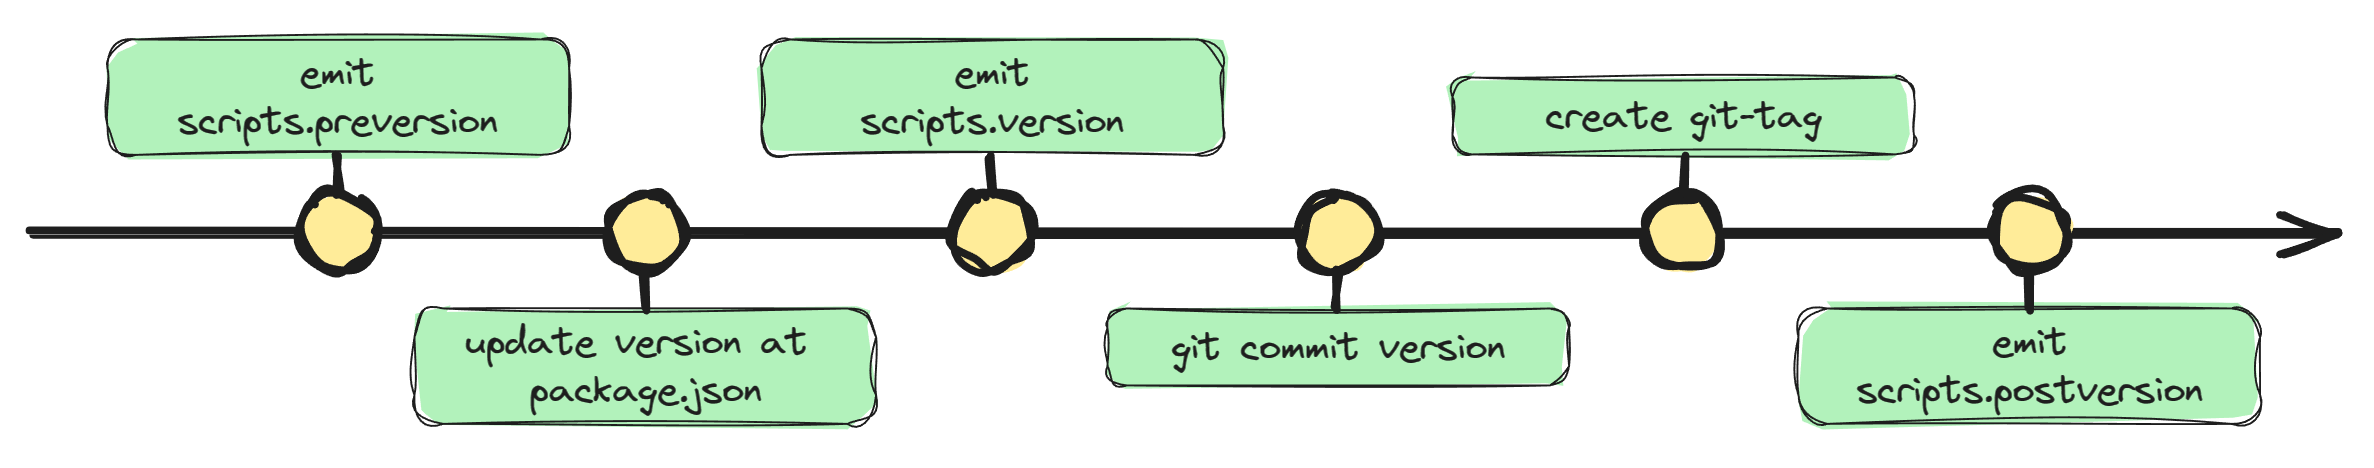 emit
scripts.preversion
update version at
package.json
emit
scripts.version
git commit version
create git-tag
emit
scripts.postversion